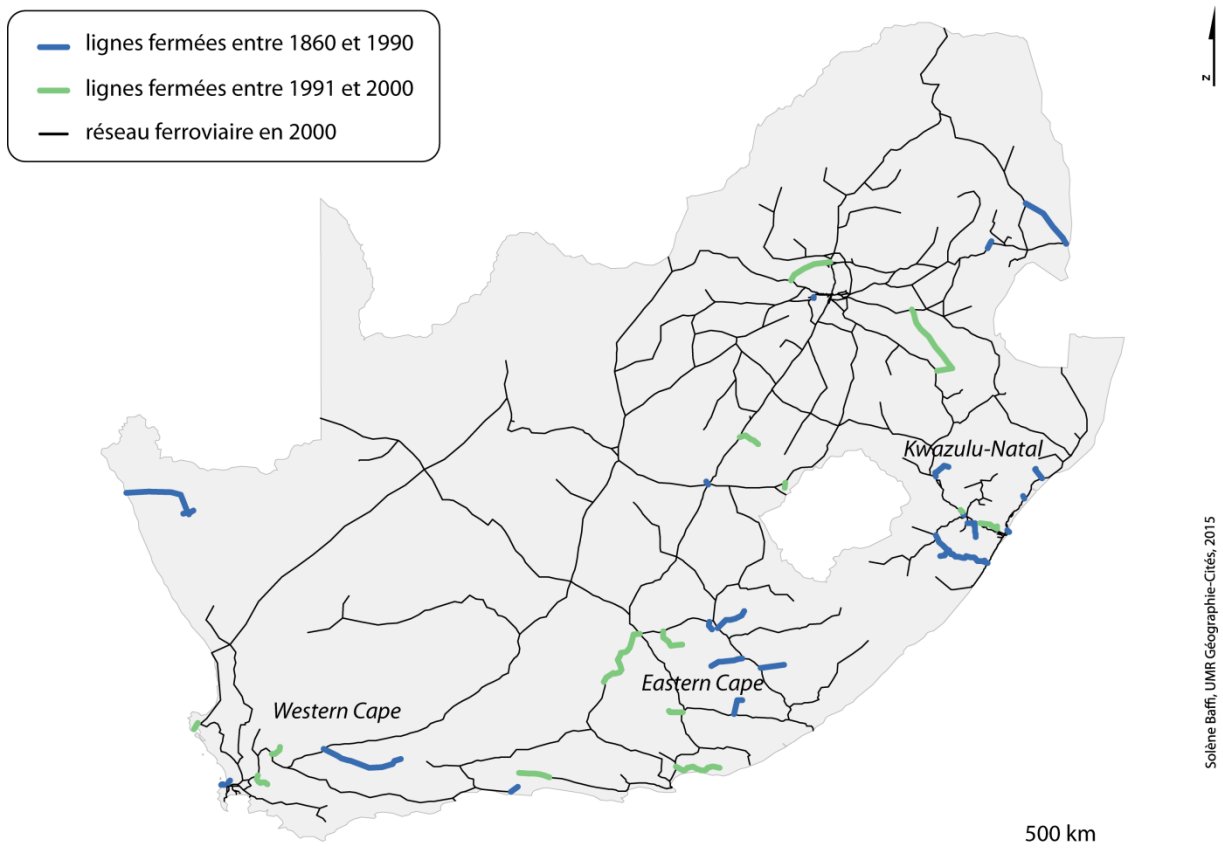 lignes fermées entre 1860 et 1990
lignes fermées entre 1991 et 2000
réseau ferroviaire en 2000
N
Kwazulu-Natal
Eastern Cape
Western Cape
Solène Baffi, UMR Géographie-Cités, 2015
500 km